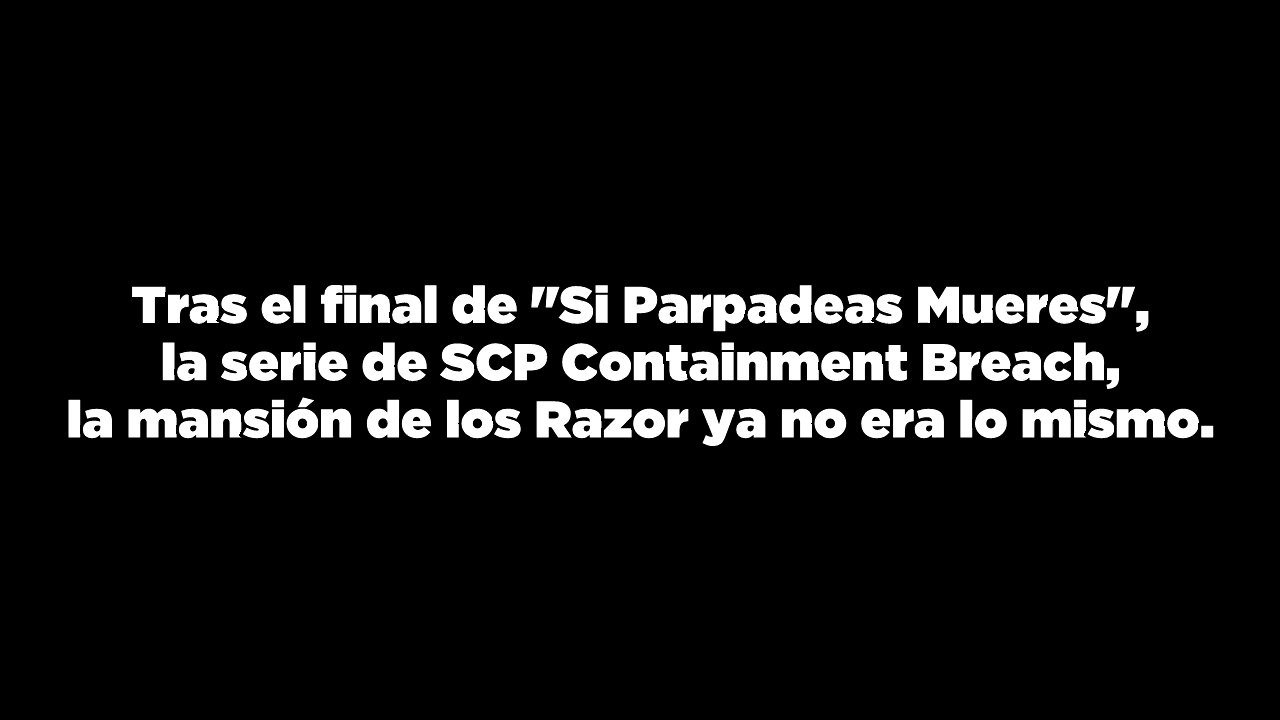 Tras el final de "Si Parpadeas Mueres",
la serie de SCP Containment Breach,
la mansión de los Razor ya no era lo mismo.